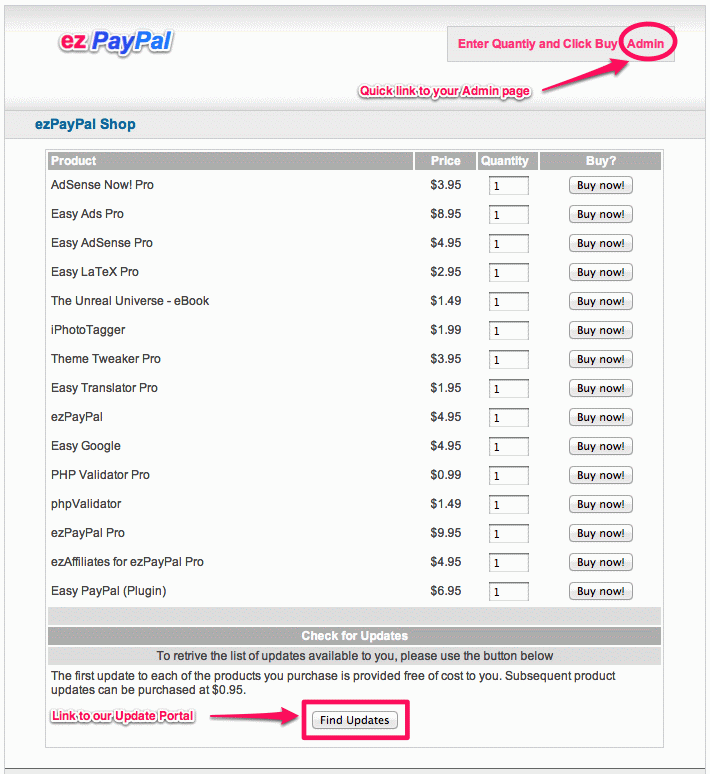 ez PayPal
Enter Quantiy and Click Buy Admin
Quick link to your Admin page
ezPayPal Shop
Product Price Quantity Buy?
AdSense Now! Pro $3.95 1 Buy now!
Easy Ads Pro $8.95 1 Buy now!
Easy AdSense Pro $4.95 1 Buy now!
Easy LaTeX Pro $2.95 1 Buy now!
The Unreal Universe - eBook $1.49 1 Buy now!
iPhotoTagger $1.99 1 Buy now!
Theme Tweaker Pro $3.95 1 Buy now!
Easy Translator Pro $1.95 1 Buy now!
ezPayPal $4.95 1 Buy now!
Easy Google $4.95 1 Buy now!
PHP Validator Pro $0.99 1 Buy now!
phpValidator $1.49 1 Buy now!
ezPayPal Pro $9.95 1 Buy now!
ezAffiliates for ezPayPal Pro $4.95 1 Buy now!
Easy PayPal (Plugin) $6.95 1 Buy now!
Check for Updates
To retrive the list of updates available to you, please use the button below
The first update to each of the products you purchase is provided free of cost to you. Subsequent product
updates can be purchased at $0.95.
Link to our Update Portal Find Updates